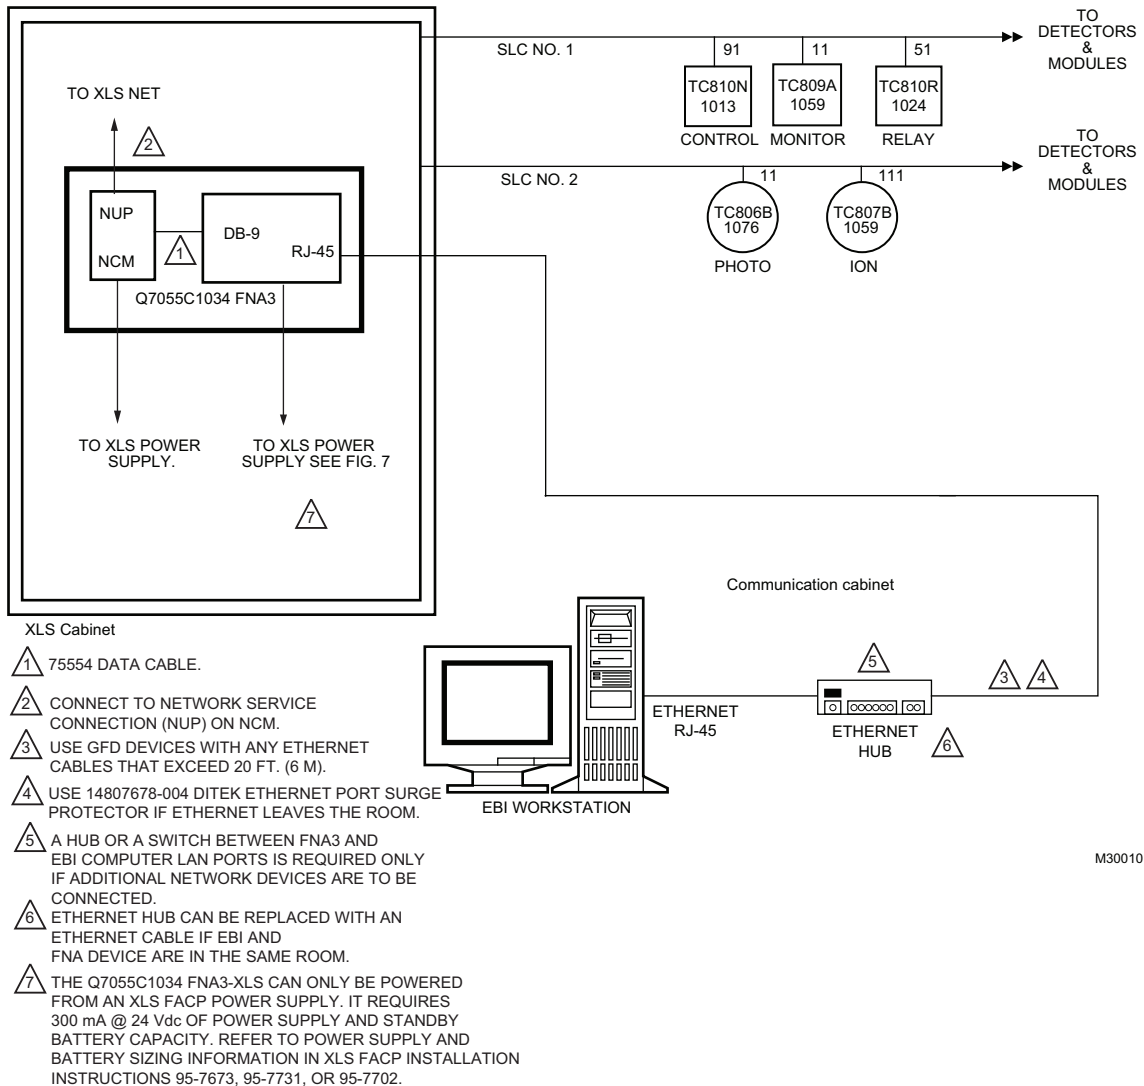 TO
DETECTORS
&
MODULES
SLC NO. 1
91
11
51
TC810N
1013
TC809A
1059
TC810R
1024
CONTROL
MONITOR
RELAY
TO XLS NET
2
TO
DETECTORS
&
MODULES
SLC NO. 2
11
111
TC806B
1076
TC807B
1059
PHOTO
ION
NUP
NCM
1
DB-9
RJ-45
Q7055C1034 FNA3
TO XLS POWER
SUPPLY.
TO XLS POWER
SUPPLY SEE FIG. 7
7
Communication cabinet
XLS Cabinet
5
3
4
ETHERNET
RJ-45
ETHERNET
HUB
6
EBI WORKSTATION
1 75554 DATA CABLE.
2 CONNECT TO NETWORK SERVICE
CONNECTION (NUP) ON NCM.
3 USE GFD DEVICES WITH ANY ETHERNET
CABLES THAT EXCEED 20 FT. (6 M).
4 USE 14807678-004 DITEK ETHERNET PORT SURGE
PROTECTOR IF ETHERNET LEAVES THE ROOM.
5 A HUB OR A SWITCH BETWEEN FNA3 AND
EBI COMPUTER LAN PORTS IS REQUIRED ONLY
IF ADDITIONAL NETWORK DEVICES ARE TO BE
CONNECTED.
6 ETHERNET HUB CAN BE REPLACED WITH AN
ETHERNET CABLE IF EBI AND
FNA DEVICE ARE IN THE SAME ROOM.
7 THE Q7055C1034 FNA3-XLS CAN ONLY BE POWERED
FROM AN XLS FACP POWER SUPPLY. IT REQUIRES
300 mA @ 24 Vdc OF POWER SUPPLY AND STANDBY
BATTERY CAPACITY. REFER TO POWER SUPPLY AND
BATTERY SIZING INFORMATION IN XLS FACP INSTALLATION
INSTRUCTIONS 95-7673, 95-7731, OR 95-7702.
M30010